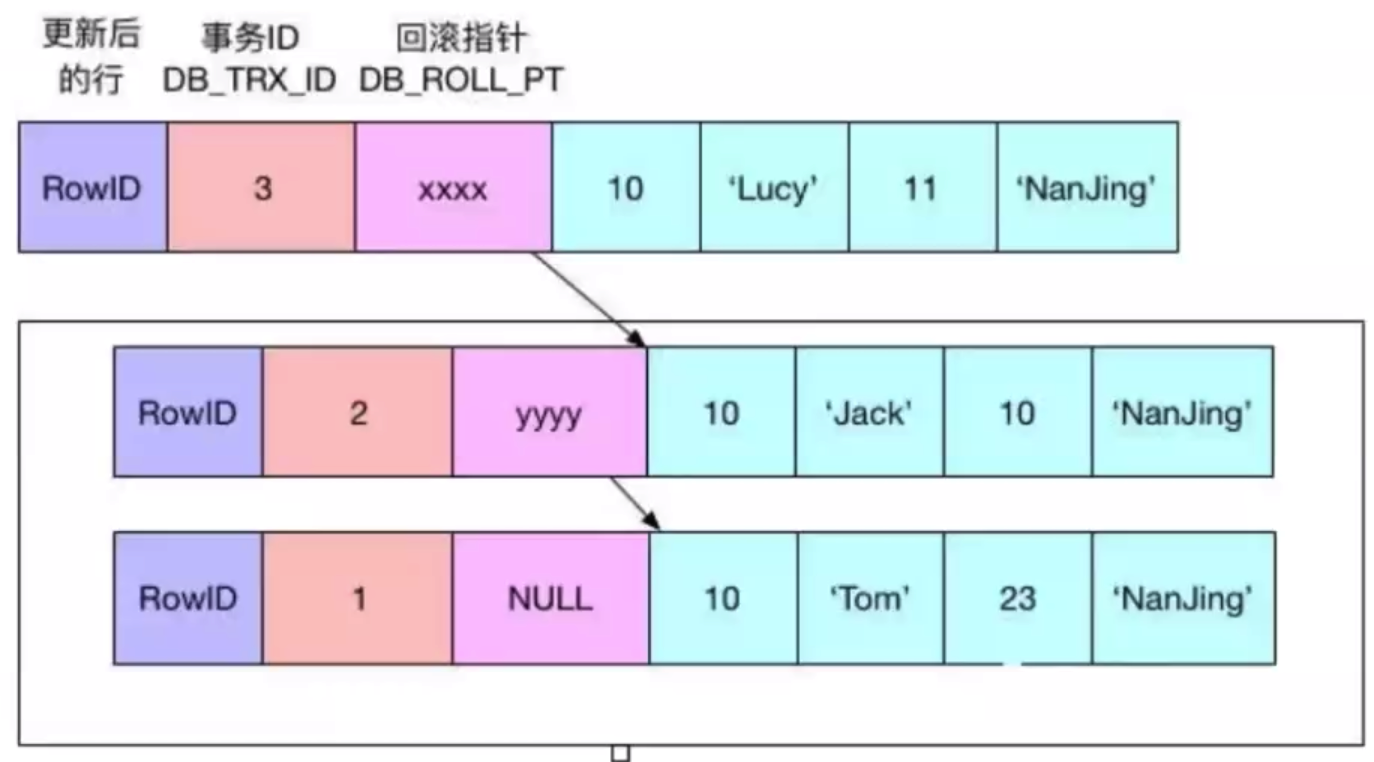 更新后 事务ID 回滚指针
的行 DB_TRX_ID DB_ROLL_PT
RowID 3 xxxx 10 ‘Lucy’ 11 ‘NanJing’
RowID 2 yyyy 10 ‘Jack’ 10 ‘NanJing’
RowID 1 NULL 10 ‘Tom’ 23 ‘NanJing’